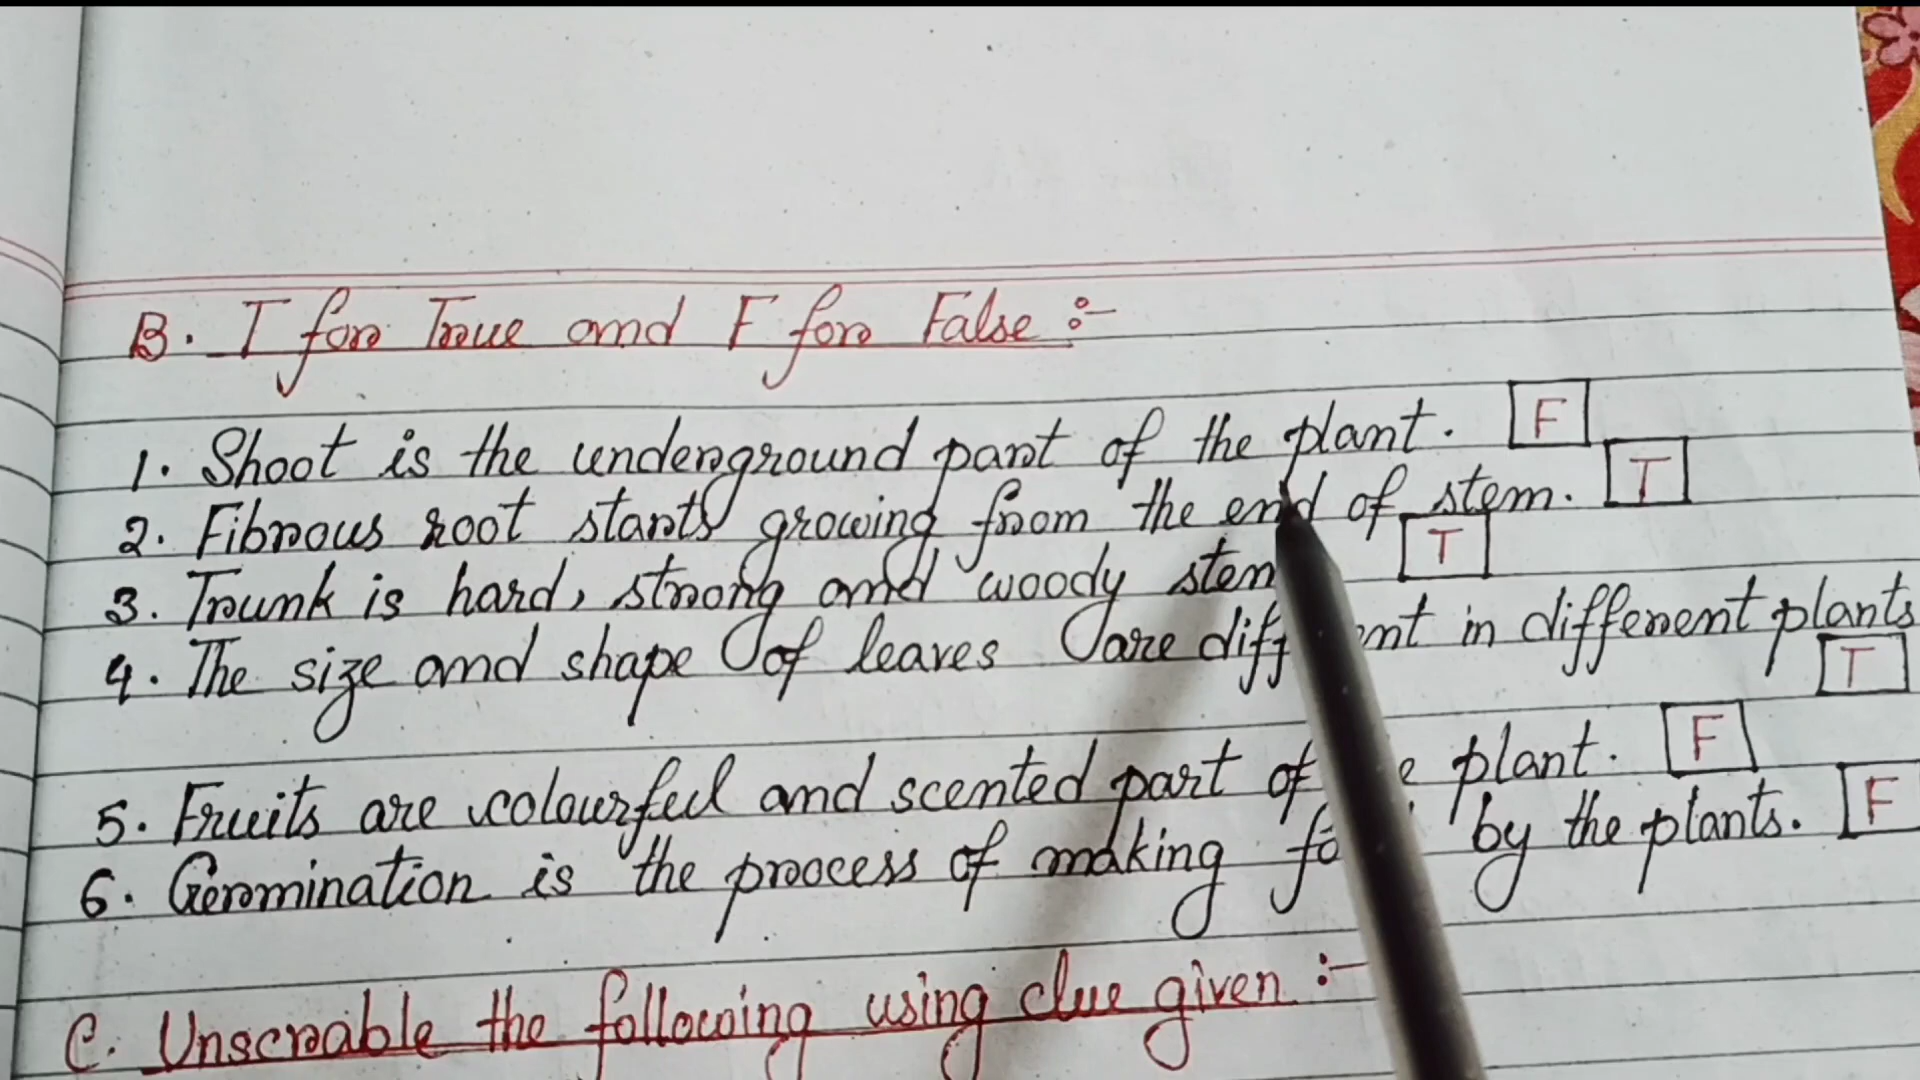 B. T for True and F for False :-
1. Shoot is the underground part of the plant. F
2. Fibrous root starts growing from the end of stem. T
3. Trunk is hard, strong and woody T
4. The size and shape of leaves are in different plants T
5. Fruits are colourful and scented part of plant. F
6. Germination is the process of making by the plants. F
C. Unscrable the following using clue given :-